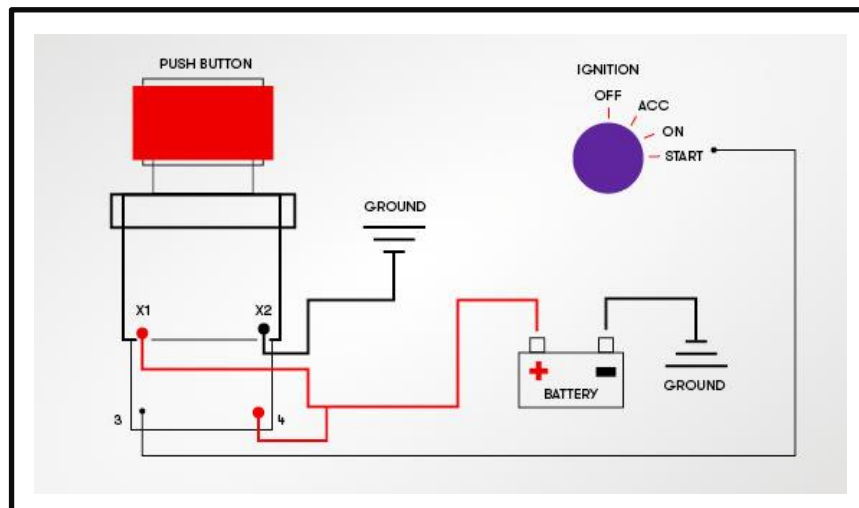 PUSH BUTTON
IGNITION
OFF
ACC
ON
START
GROUND
X1
X2
+
-
BATTERY
GROUND
3
4